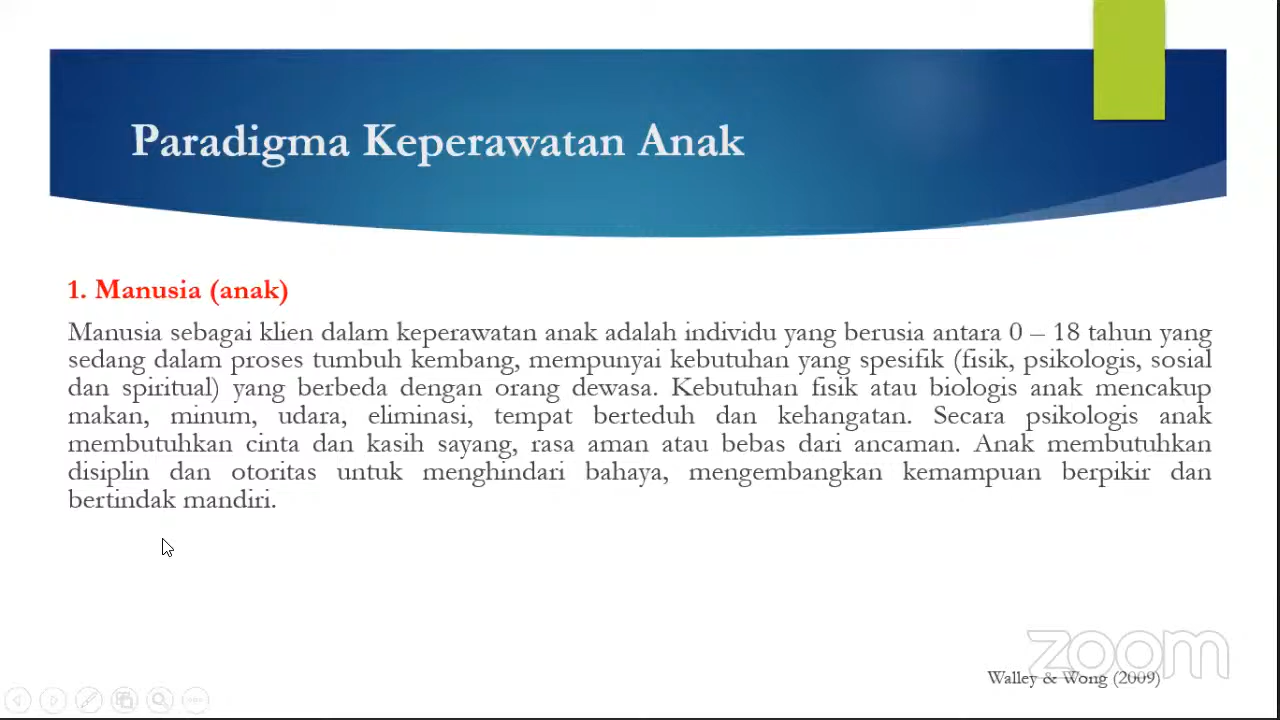 Paradigma Keperawatan Anak
1. Manusia (anak)
Manusia sebagai klien dalam keperawatan anak adalah individu yang berusia antara 0 – 18 tahun yang
sedang dalam proses tumbuh kembang, mempunyai kebutuhan yang spesifik (fisik, psikologis, sosial
dan spiritual) yang berbeda dengan orang dewasa. Kebutuhan fisik atau biologis anak mencakup
makan, minum, udara, eliminasi, tempat berteduh dan kehangatan. Secara psikologis anak
membutuhkan cinta dan kasih sayang, rasa aman atau bebas dari ancaman. Anak membutuhkan
disiplin dan otoritas untuk menghindari bahaya, mengembangkan kemampuan berpikir dan
bertindak mandiri.
zoom
Walley & Wong (2009)